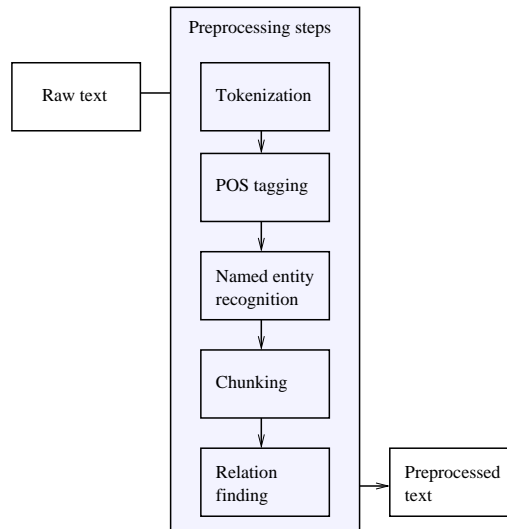 Preprocessing steps
Raw text
Tokenization
POS tagging
Named entity
recognition
Chunking
Relation
finding
Preprocessed
text